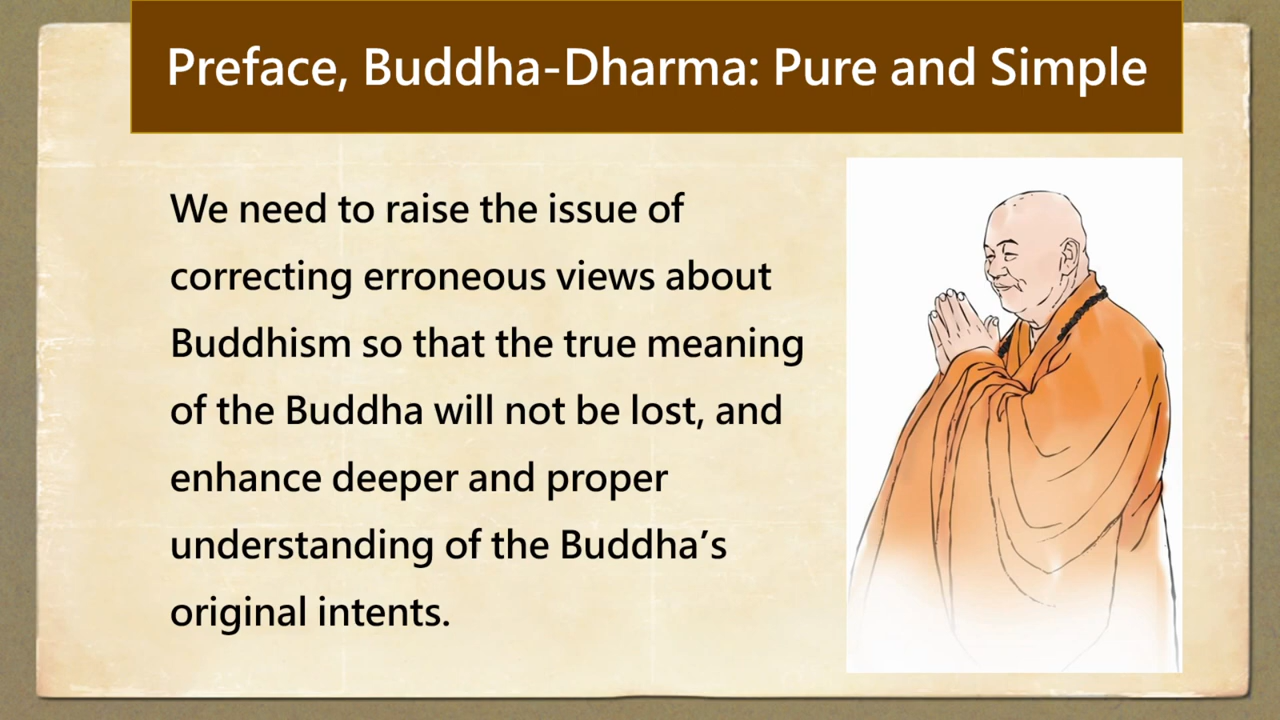 Preface, Buddha-Dharma: Pure and Simple
We need to raise the issue of
correcting erroneous views about
Buddhism so that the true meaning
of the Buddha will not be lost, and
enhance deeper and proper
understanding of the Buddha’s
original intents.